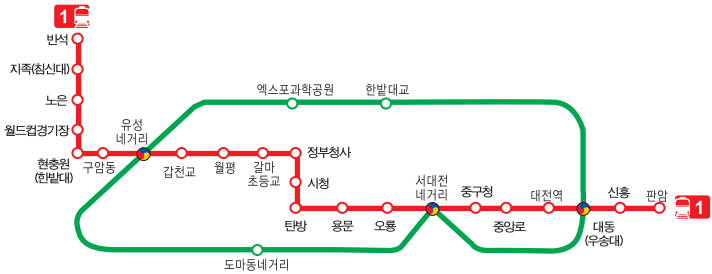 1
반석
지족(침신대)
노은
월드컵경기장
현충원
(한밭대)
구암동
유성
네거리
갑천교
월평
갈마
초등교
정부청사
시청
탄방
용문
오룡
서대전
네거리
중구청
중앙로
대전역
대동
(우송대)
신흥
판암
1
엑스포과학공원
한밭대교
도마동네거리